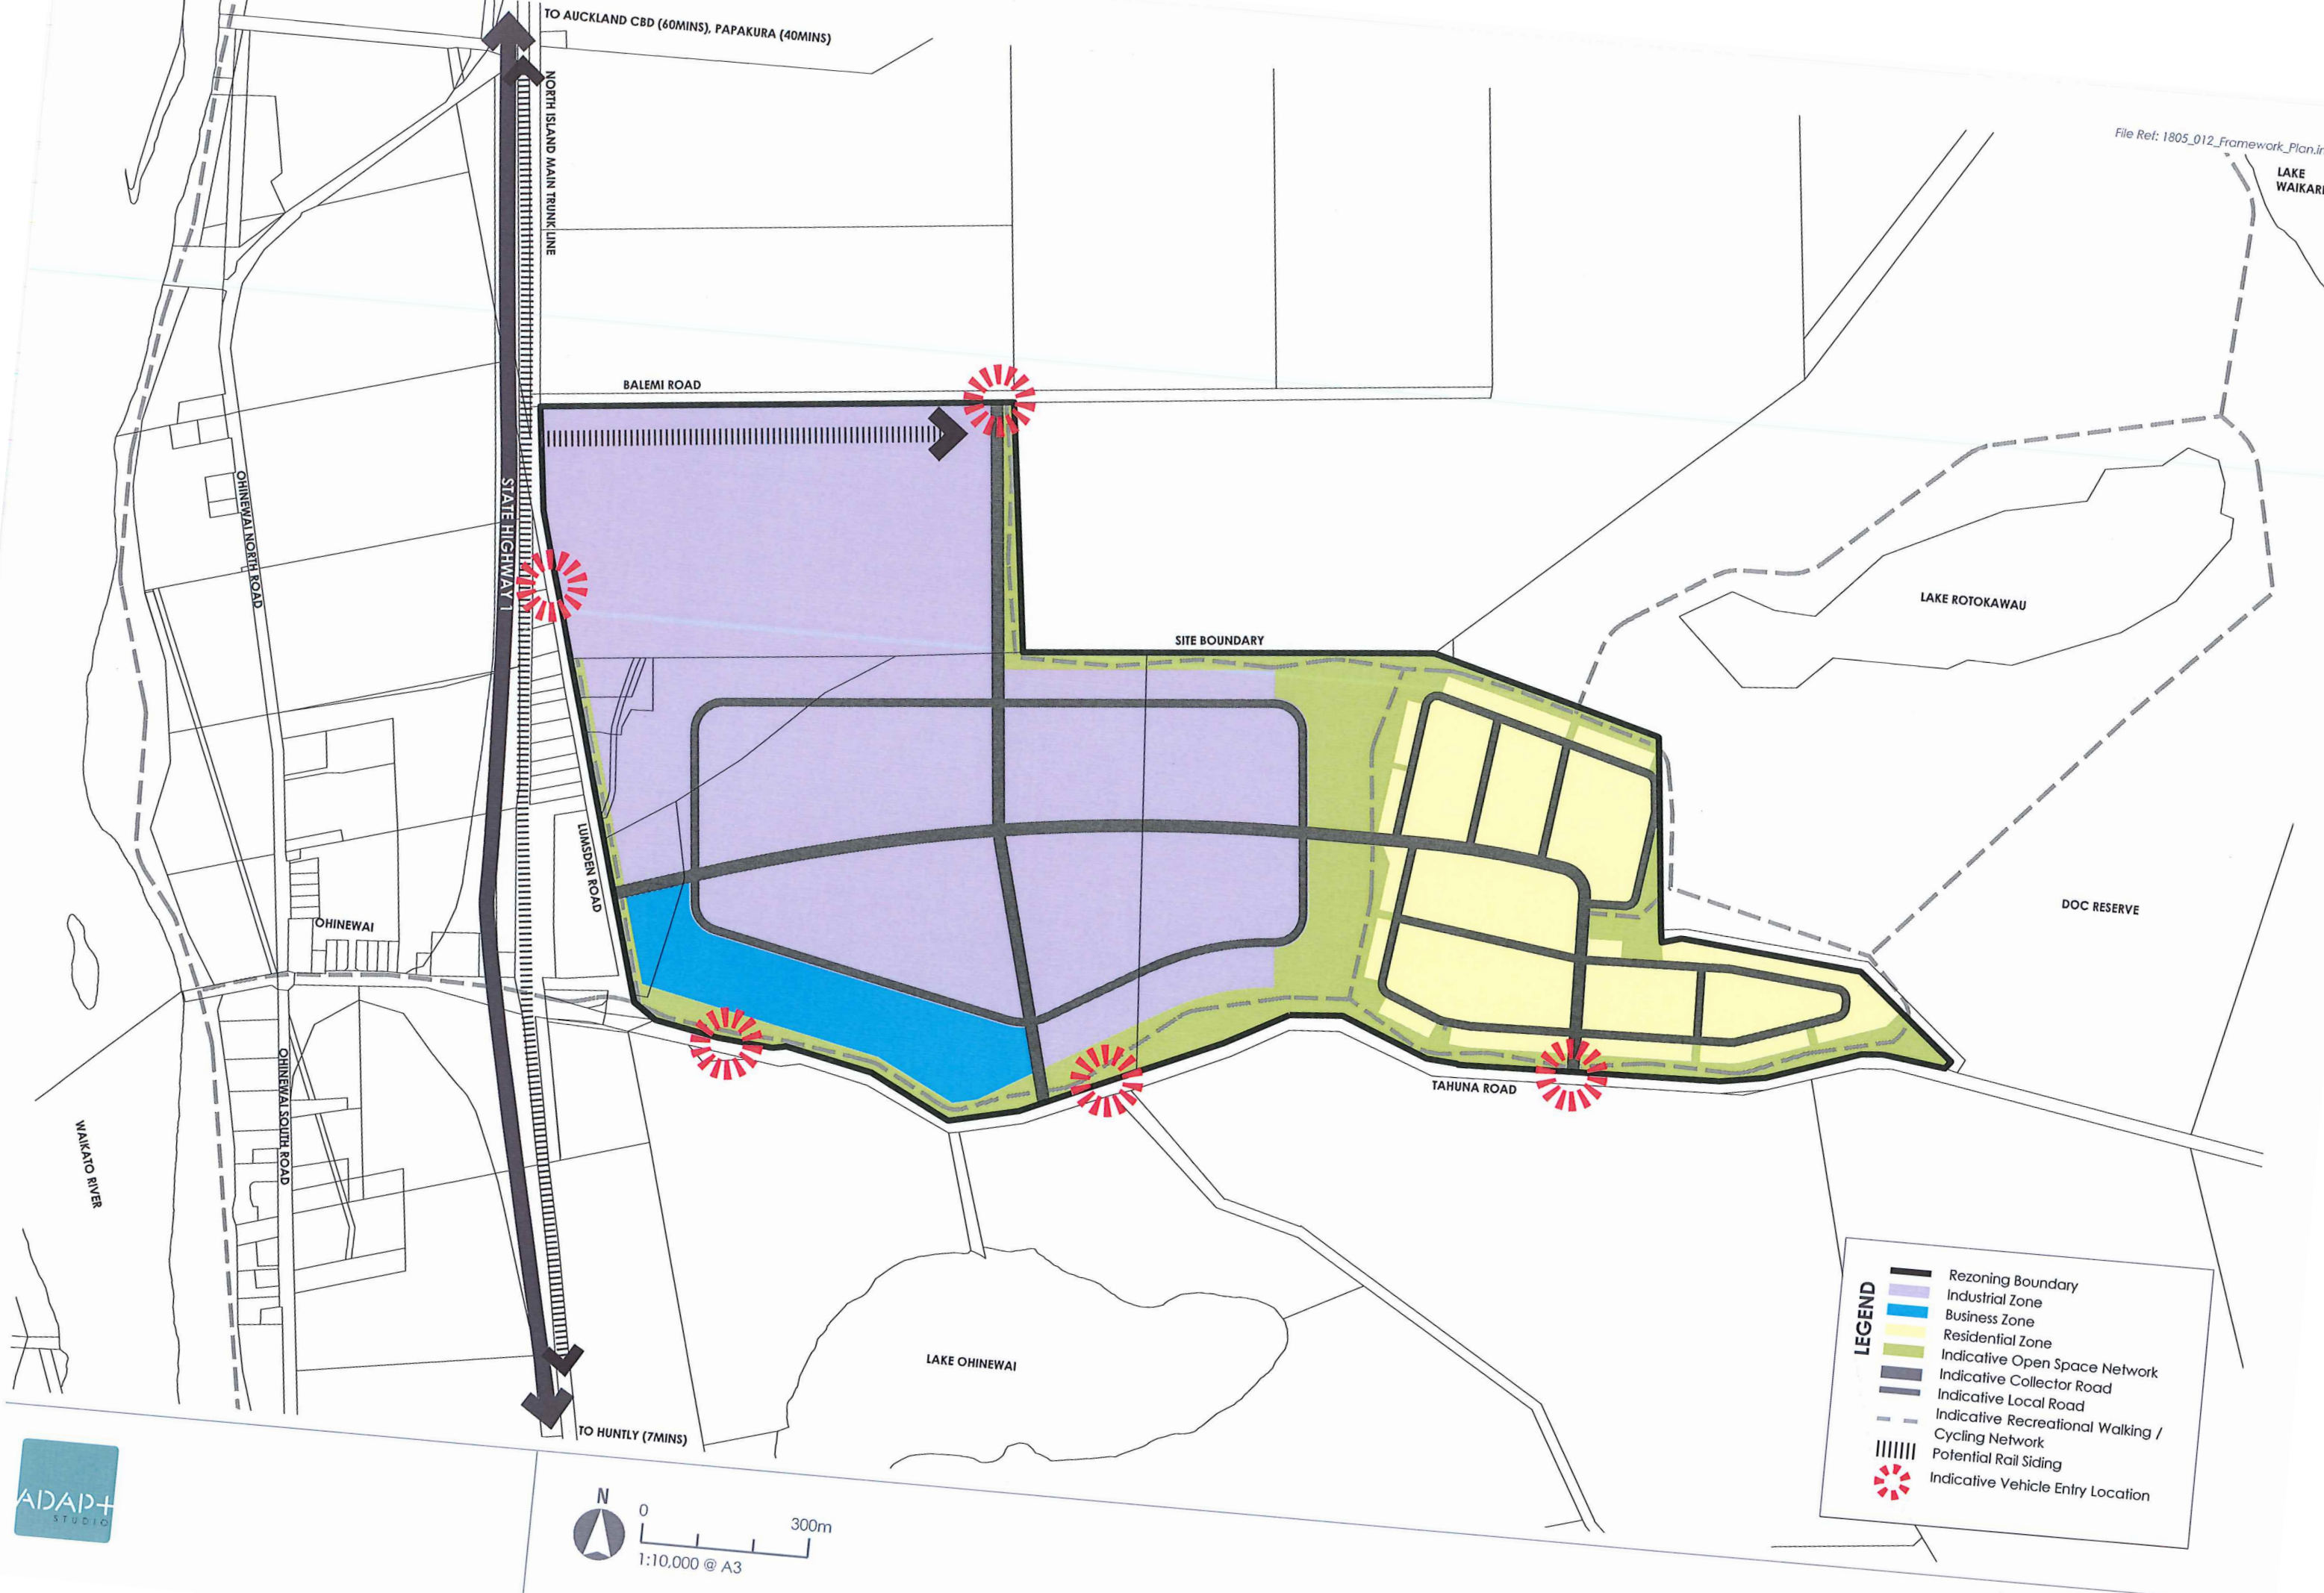 TO AUCKLAND CBD (60MINS), PAPAKURA (40MINS)
NORTH ISLAND MAIN TRUNK LINE
File Ref: 1805_012_Framework_Plan.in
LAKE
WAIKARE
BALEMI ROAD
STATE HIGHWAY 1
OHINEWAI NORTH ROAD
SITE BOUNDARY
LAKE ROTOKAWAU
LUMSDEN ROAD
OHINEWAI
DOC RESERVE
OHINEWAI SOUTH ROAD
TAHUNA ROAD
WAIKATO RIVER
LAKE OHINEWAI
TO HUNTLY (7MINS)
LEGEND
Rezoning Boundary
Industrial Zone
Business Zone
Residential Zone
Indicative Open Space Network
Indicative Collector Road
Indicative Local Road
Indicative Recreational Walking /
Cycling Network
Potential Rail Siding
Indicative Vehicle Entry Location
ADAP+
STUDIO
N
0
300m
1:10,000 @ A3